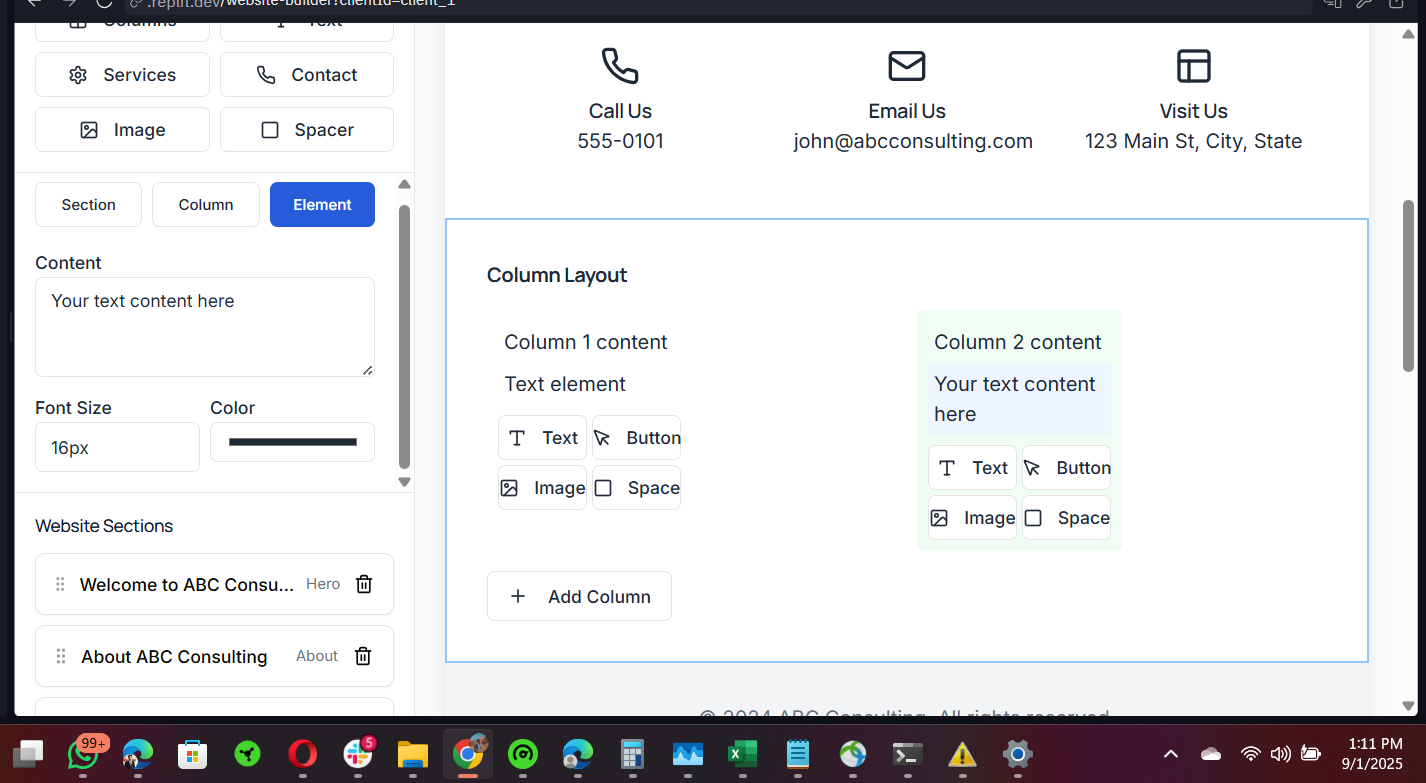 .replit.dev/website-builder?clientId=client_1
Columns Text
Services Contact
Image Spacer
Section Column Element
Content
Your text content here
Font Size Color
16px
Website Sections
Welcome to ABC Consu... Hero
About ABC Consulting About
Call Us Email Us Visit Us
555-0101 john@abcconsulting.com 123 Main St, City, State
Column Layout
Column 1 content
Text element
Text Button
Image Space
Column 2 content
Your text content
here
Text Button
Image Space
Add Column
© 2024 ABC Consulting. All rights reserved
99+
5
1:11 PM
9/1/2025